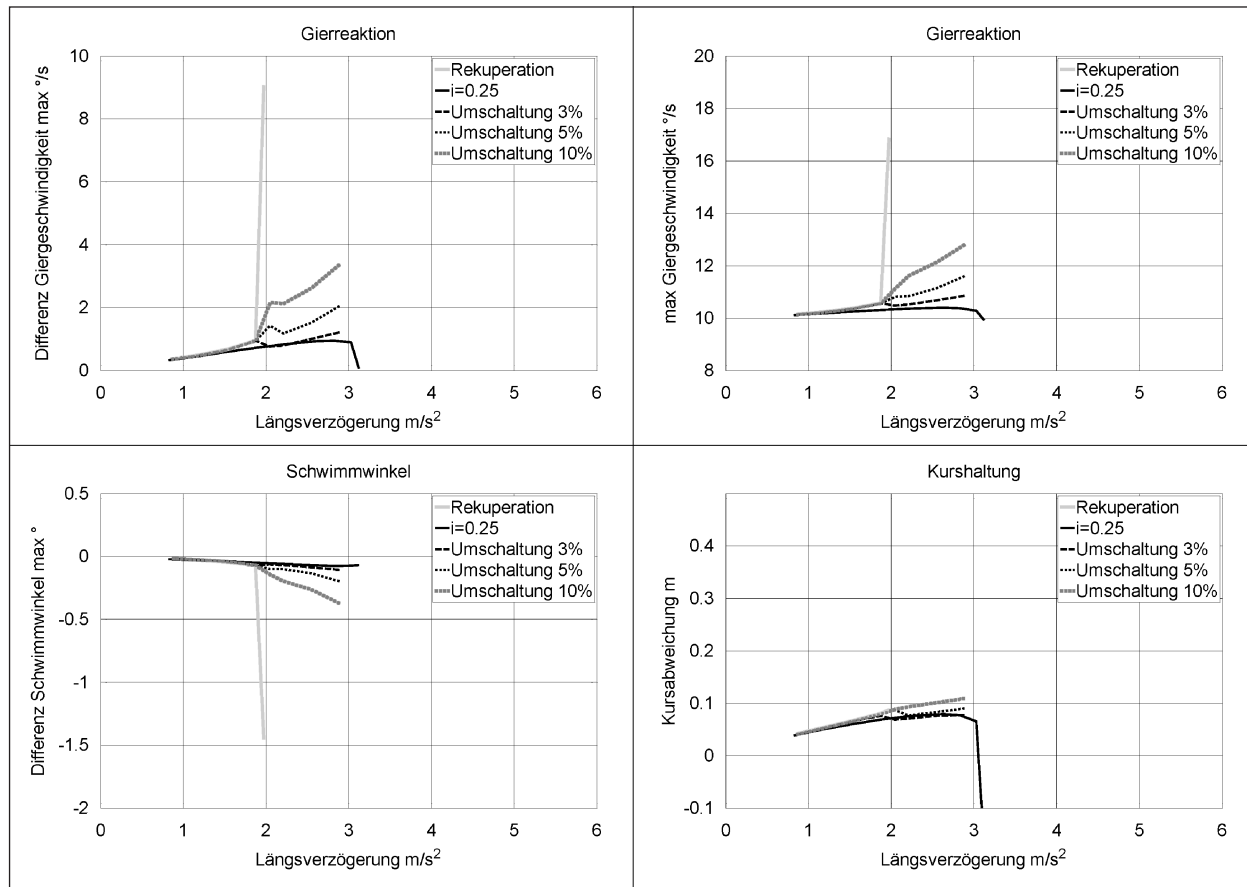 Gierreaktion
Differenz Giergeschwindigkeit max °/s
10
8
6
4
2
0
0 1 2 3 4 5 6
Längsverzögerung m/s²
Rekuperation
i=0.25
Umschaltung 3%
Umschaltung 5%
Umschaltung 10%
Gierreaktion
max Giergeschwindigkeit °/s
20
18
16
14
12
10
8
0 1 2 3 4 5 6
Längsverzögerung m/s²
Rekuperation
i=0.25
Umschaltung 3%
Umschaltung 5%
Umschaltung 10%
Schwimmwinkel
Differenz Schwimmwinkel max °
0.5
0
-0.5
-1
-1.5
-2
0 1 2 3 4 5 6
Längsverzögerung m/s²
Rekuperation
i=0.25
Umschaltung 3%
Umschaltung 5%
Umschaltung 10%
Kurshaltung
Kursabweichung m
0.4
0.3
0.2
0.1
0
-0.1
0 1 2 3 4 5 6
Längsverzögerung m/s²
Rekuperation
i=0.25
Umschaltung 3%
Umschaltung 5%
Umschaltung 10%